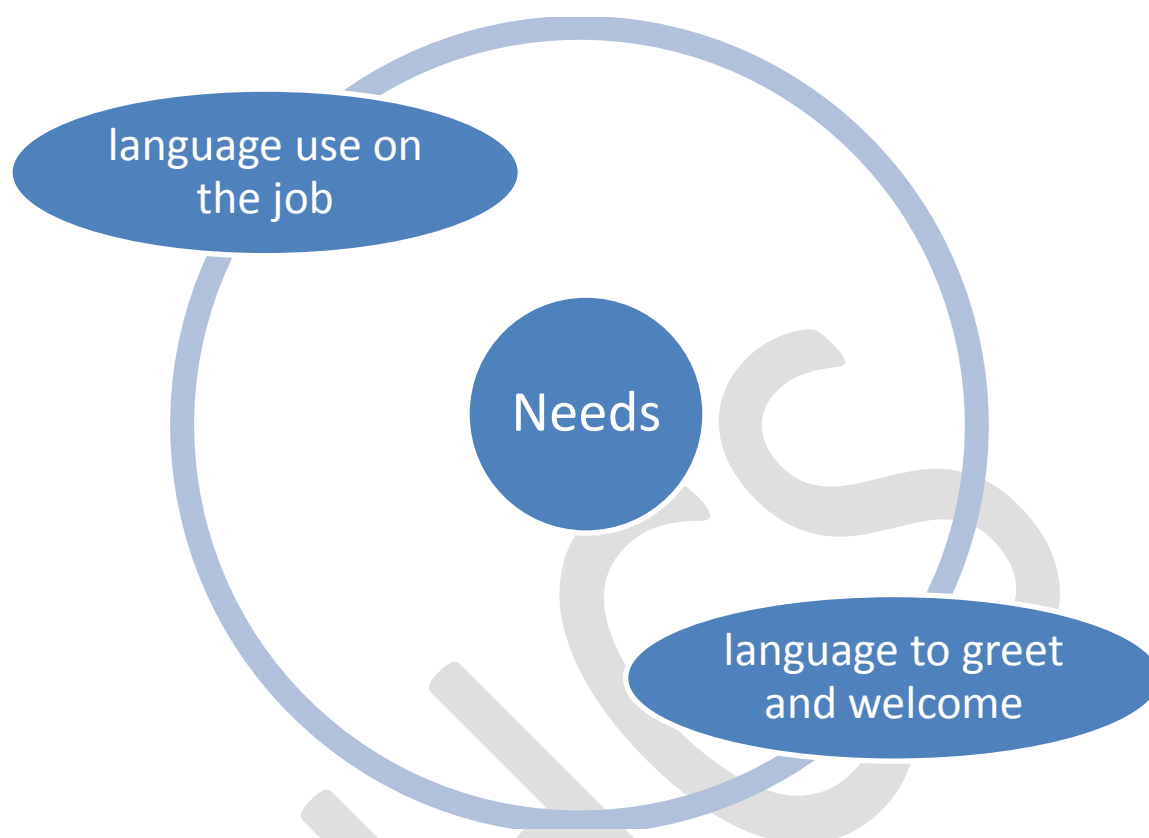 language use on
the job
Needs
language to greet
and welcome